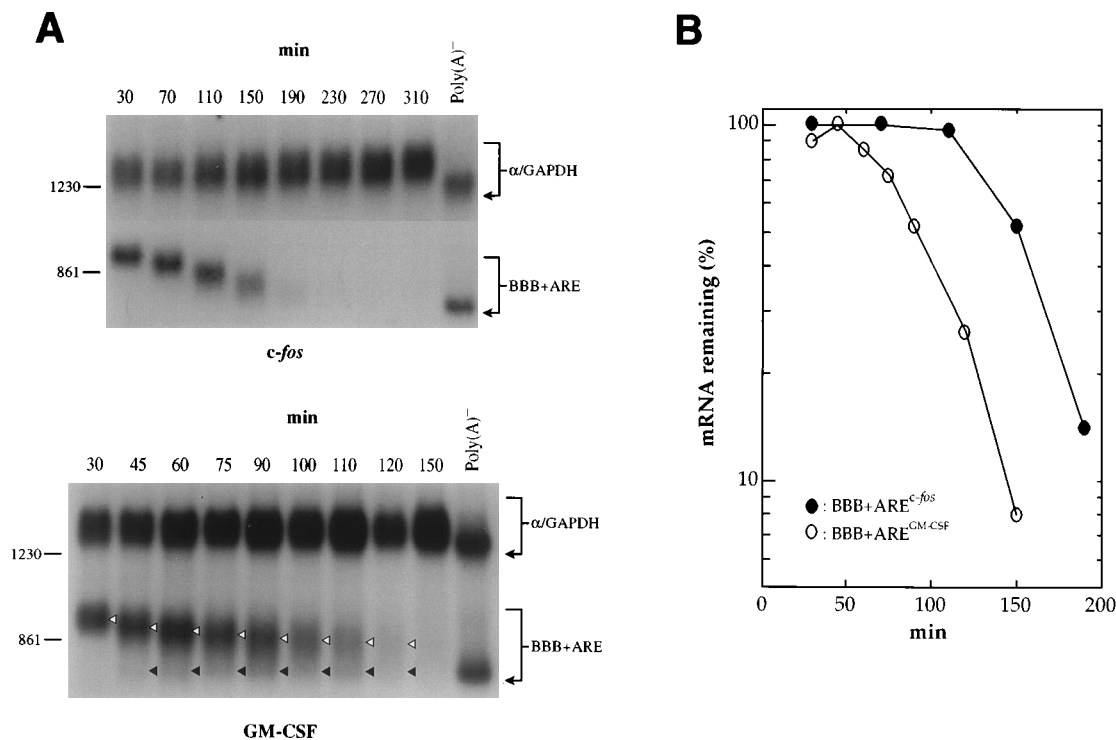 A
min
30 70 110 150 190 230 270 310 Poly(A)⁻
α/GAPDH
1230
861
BBB+ARE
c-fos
min
30 45 60 75 90 100 110 120 150 Poly(A)⁻
α/GAPDH
1230
861
BBB+ARE
GM-CSF
B
100
10
mRNA remaining (%)
: BBB+ARE^c-fos
: BBB+ARE^GM-CSF
0 50 100 150 200
min